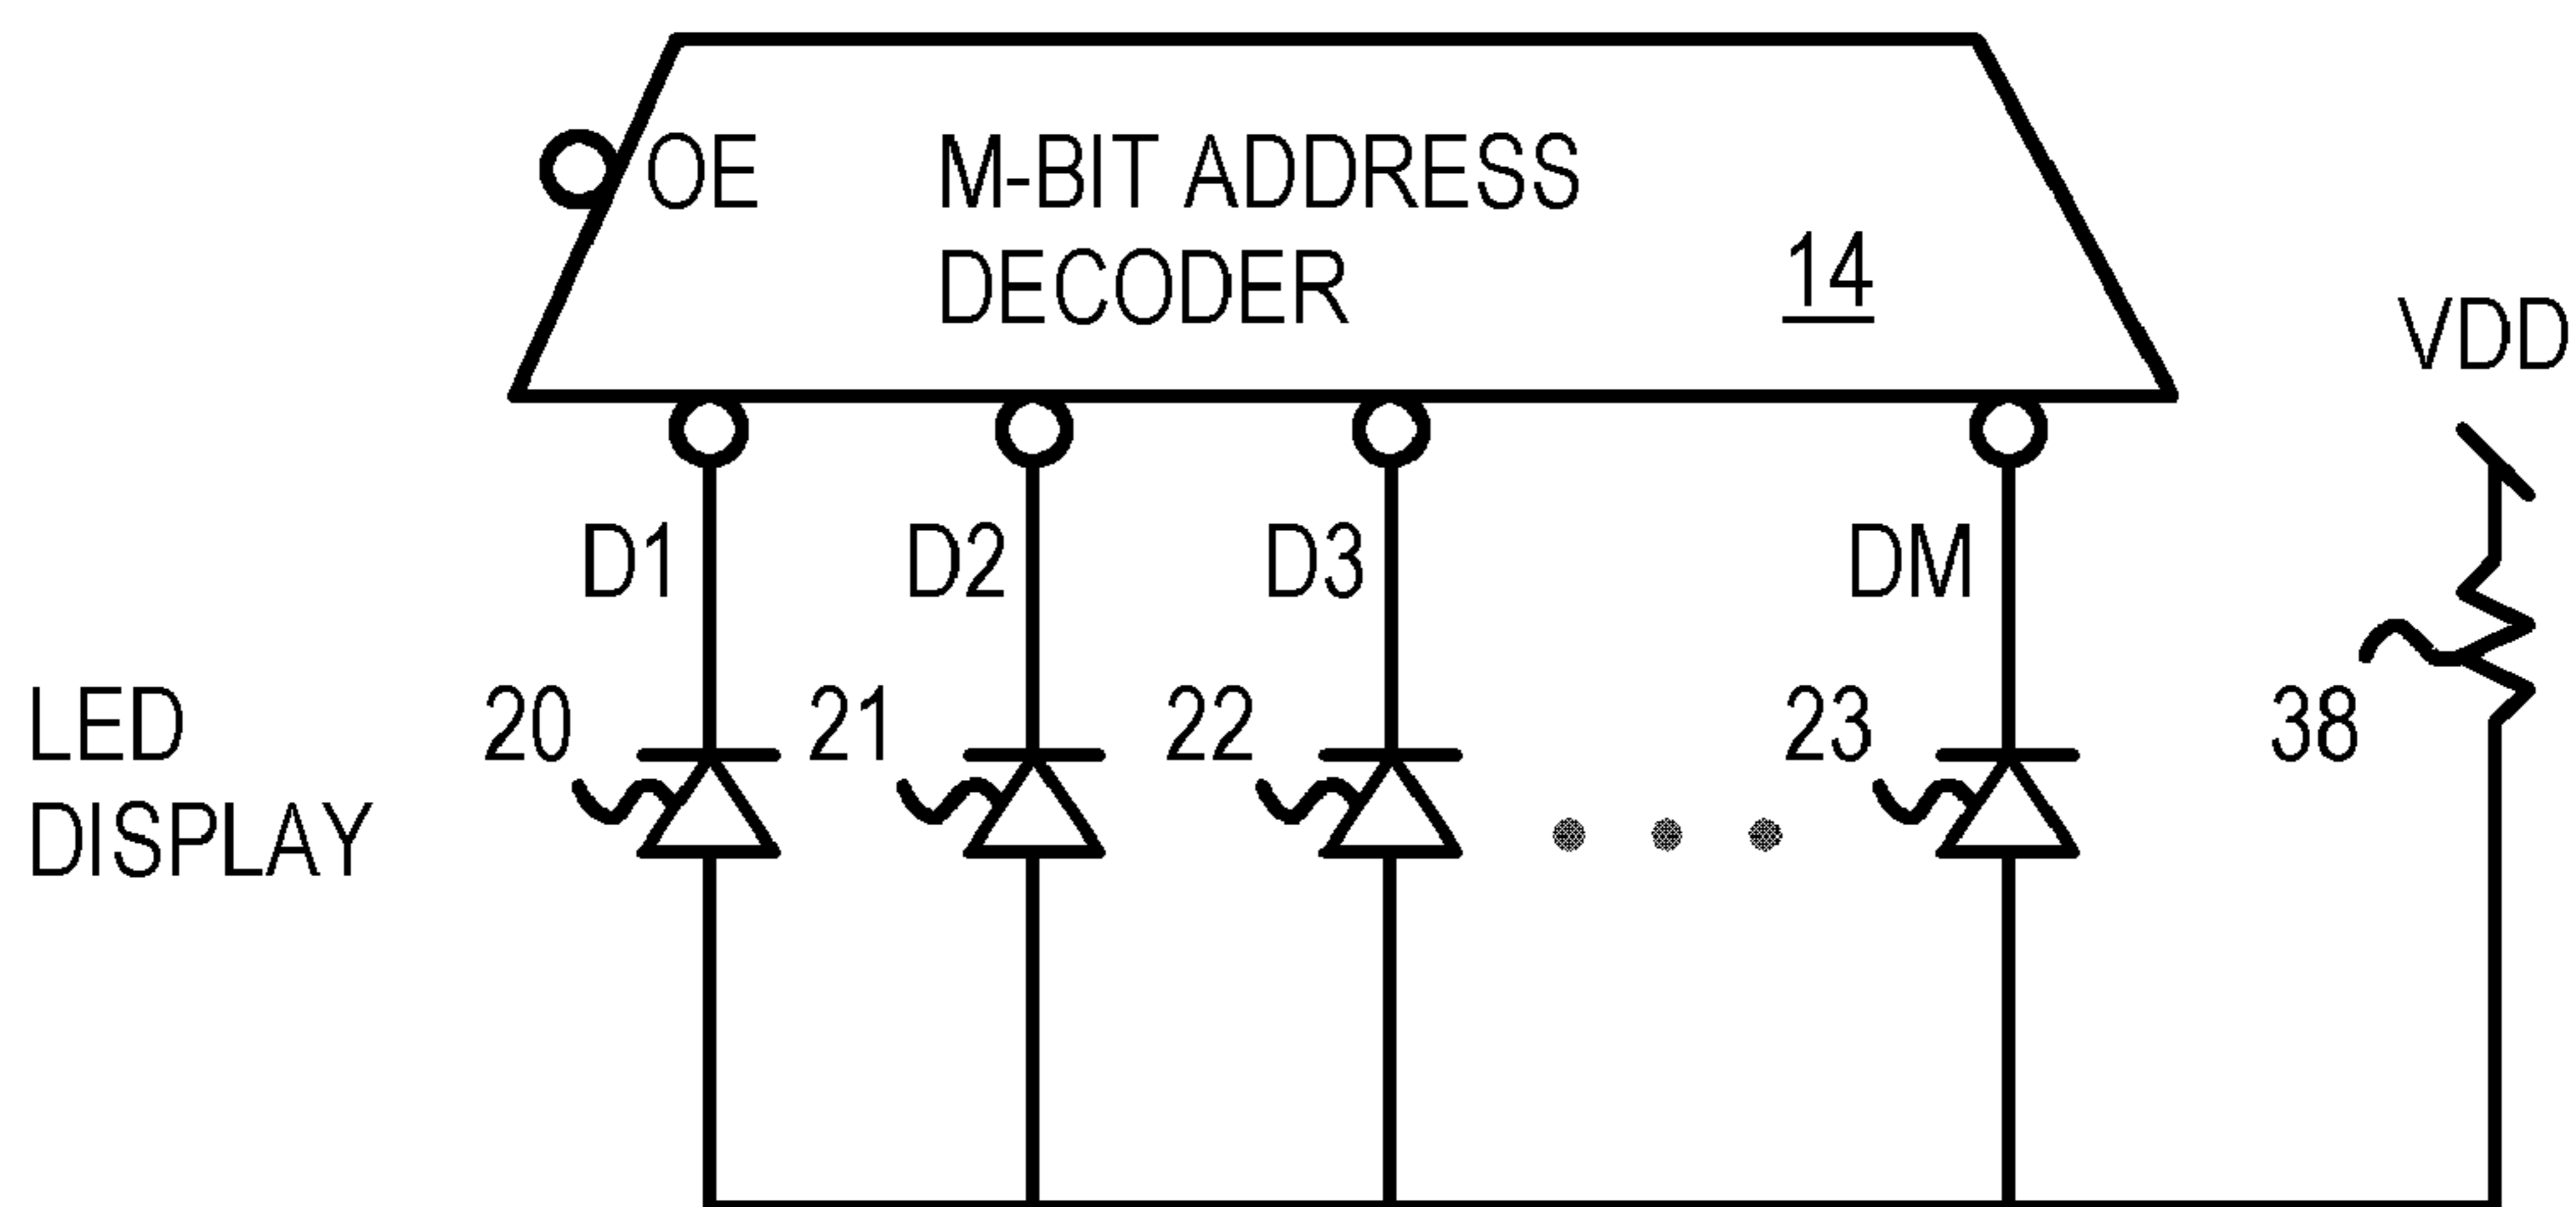 OE
M-BIT ADDRESS
DECODER
14
VDD
D1
D2
D3
DM
LED
DISPLAY
20
21
22
23
38